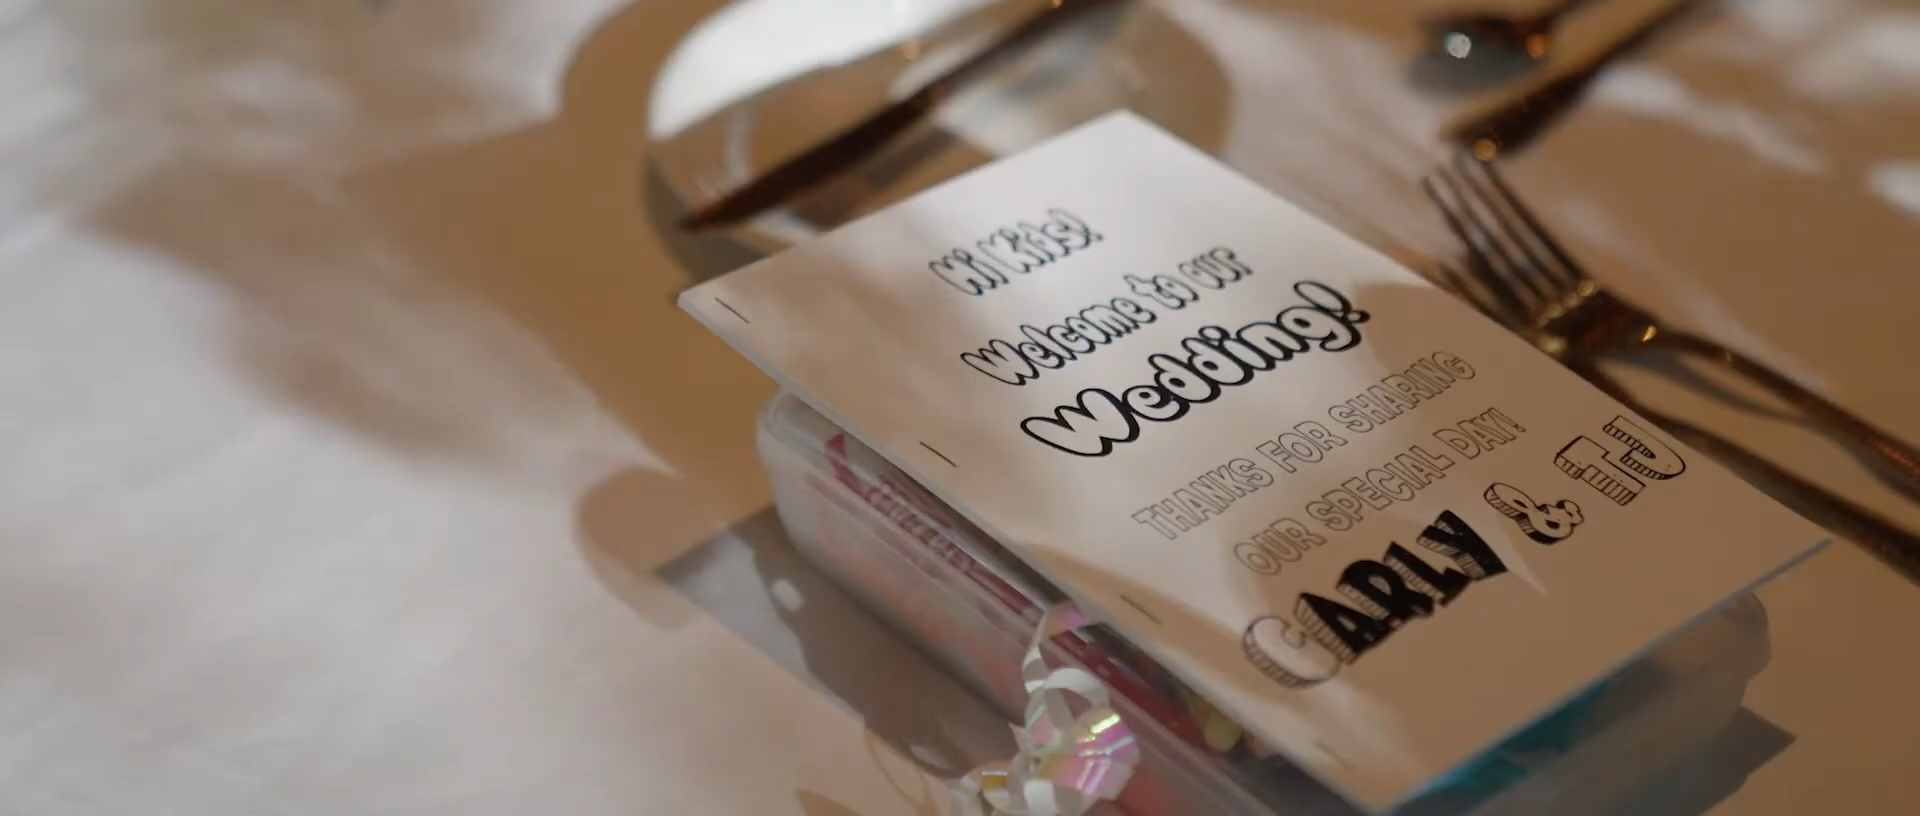 Hi Kids!
Welcome to our
Wedding!
THANKS FOR SHARING
OUR SPECIAL DAY!
CARLY & TJ